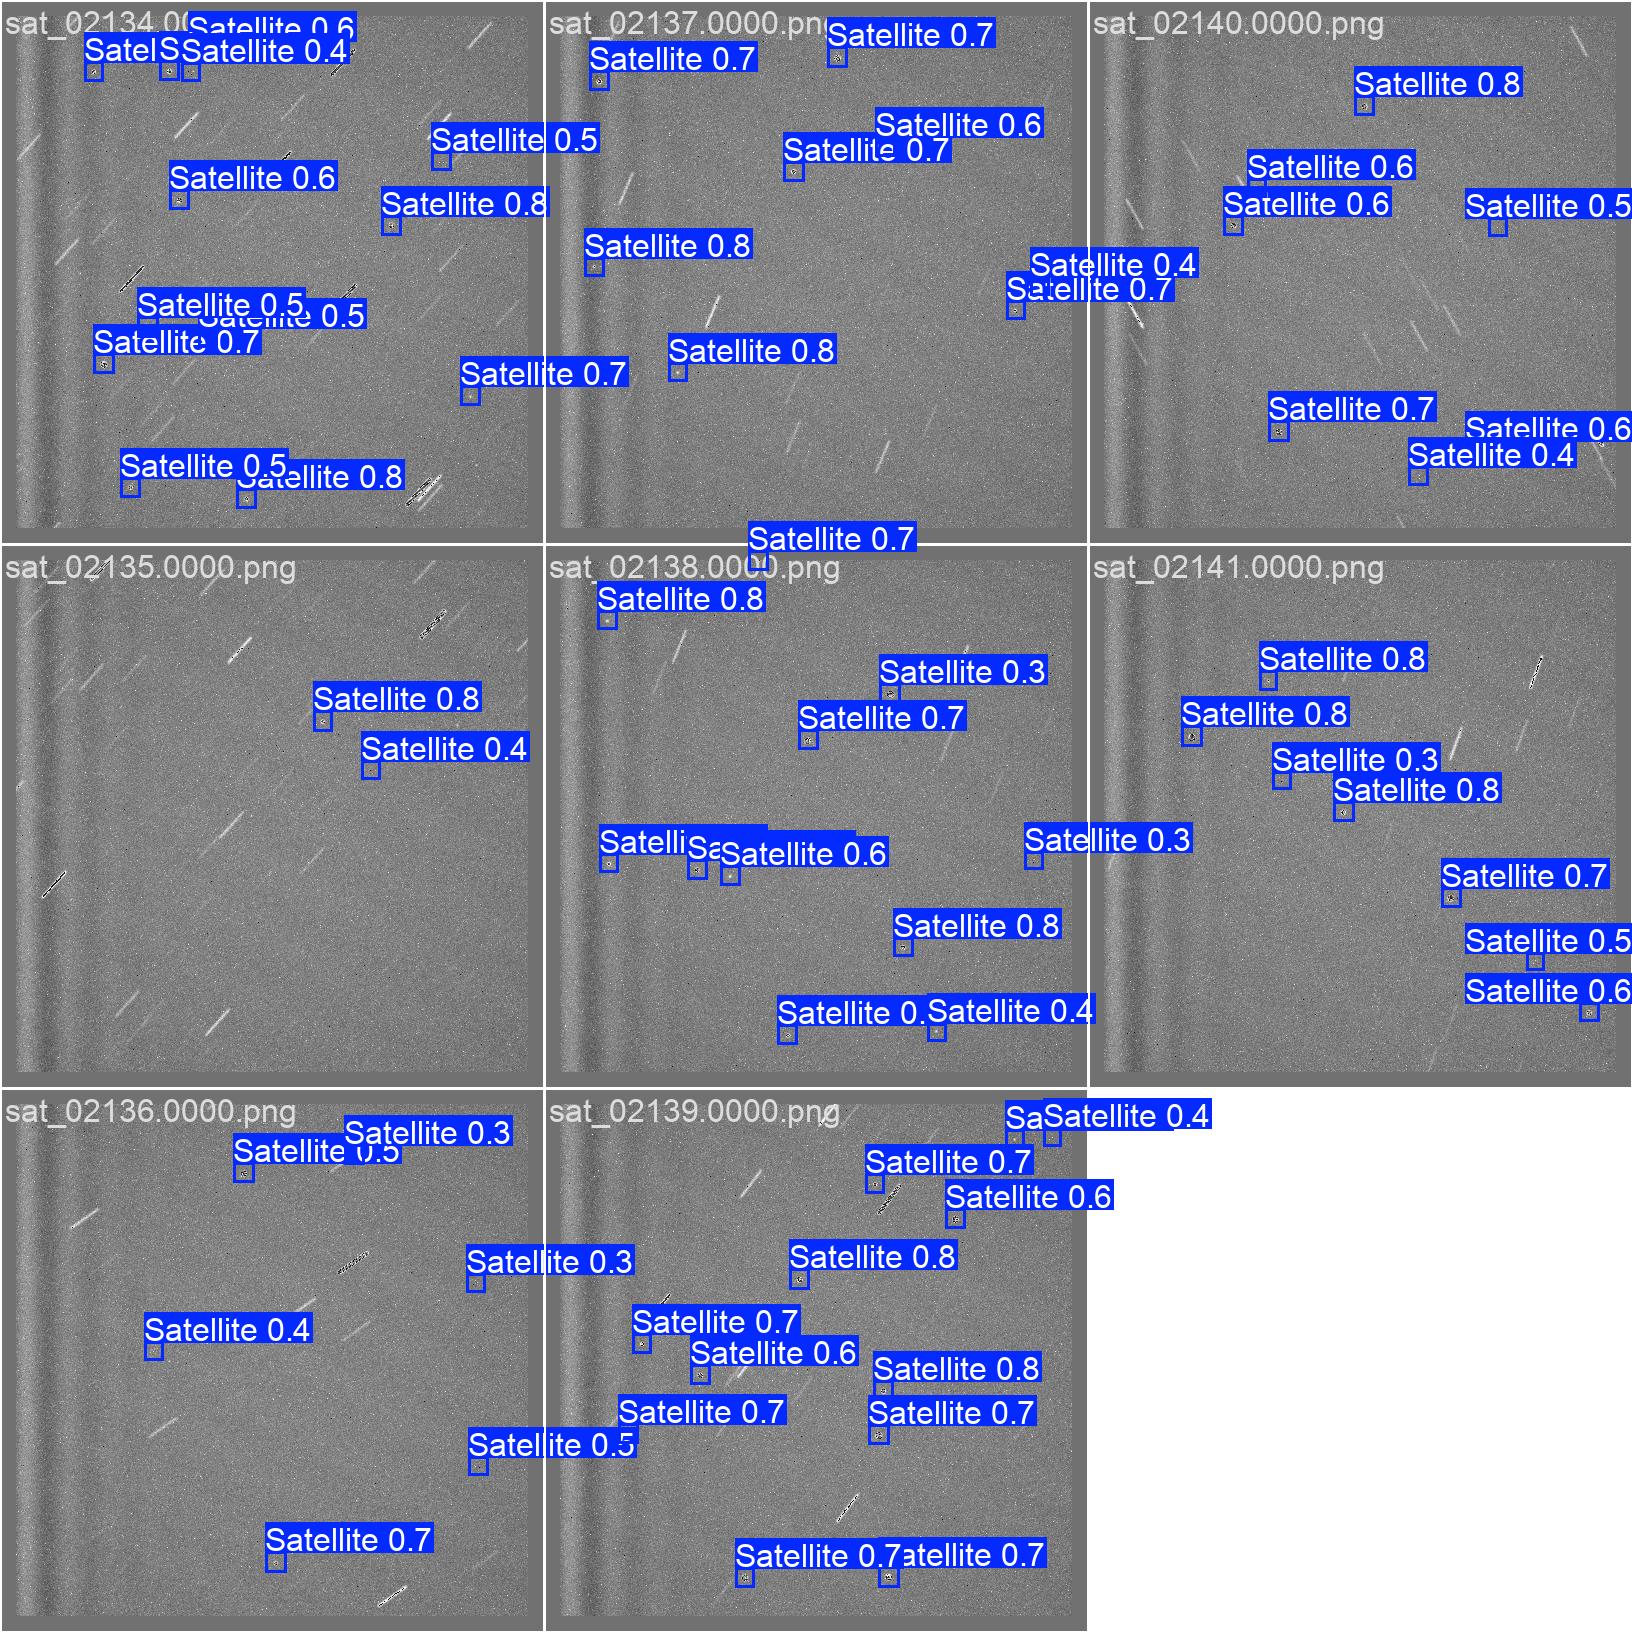 sat_02134.0
Satellite 0.6
Satel
S
Satellite 0.4
Satellite 0.5
Satellite 0.6
Satellite 0.8
Satellite 0.5
Satellite 0.5
Satellite 0.7
Satellite 0.7
Satellite 0.5
atellite 0.8
sat_02137.0000.png
Satellite 0.7
Satellite 0.7
Satellite 0.6
Satellite 0.7
Satellite 0.8
Satellite 0.4
Satellite 0.7
Satellite 0.8
sat_02140.0000.png
Satellite 0.8
Satellite 0.6
Satellite 0.6
Satellite 0.5
Satellite 0.7
Satellite 0.6
Satellite 0.4
sat_02135.0000.png
Satellite 0.8
Satellite 0.4
Satellite 0.7
sat_02138.0000.png
Satellite 0.8
Satellite 0.3
Satellite 0.7
Satelli
Sa
Satellite 0.6
Satellite 0.3
Satellite 0.8
Satellite 0.
Satellite 0.4
sat_02141.0000.png
Satellite 0.8
Satellite 0.8
Satellite 0.3
Satellite 0.8
Satellite 0.7
Satellite 0.5
Satellite 0.6
sat_02136.0000.png
Satellite 0.3
Satellite 0.5
Satellite 0.3
Satellite 0.4
Satellite 0.5
Satellite 0.7
sat_02139.0000.png
Sa
Satellite 0.4
Satellite 0.7
Satellite 0.6
Satellite 0.8
Satellite 0.7
Satellite 0.6
Satellite 0.8
Satellite 0.7
Satellite 0.7
Satellite 0.7
atellite 0.7